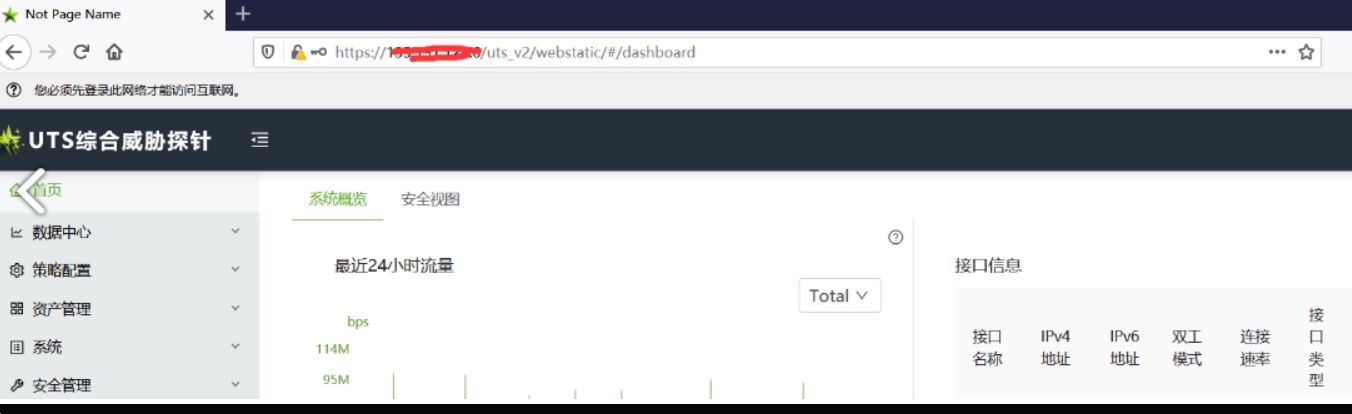 Not Page Name
https:// /uts_v2/webstatic/#/dashboard
您必须先登录此网络才能访问互联网。
UTS综合威胁探针
首页
系统概览 安全视图
数据中心
策略配置
资产管理
系统
安全管理
最近24小时流量
Total
bps
114M
95M
接口信息
接口名称 IPv4地址 IPv6地址 双工模式 连接速率 接口类型